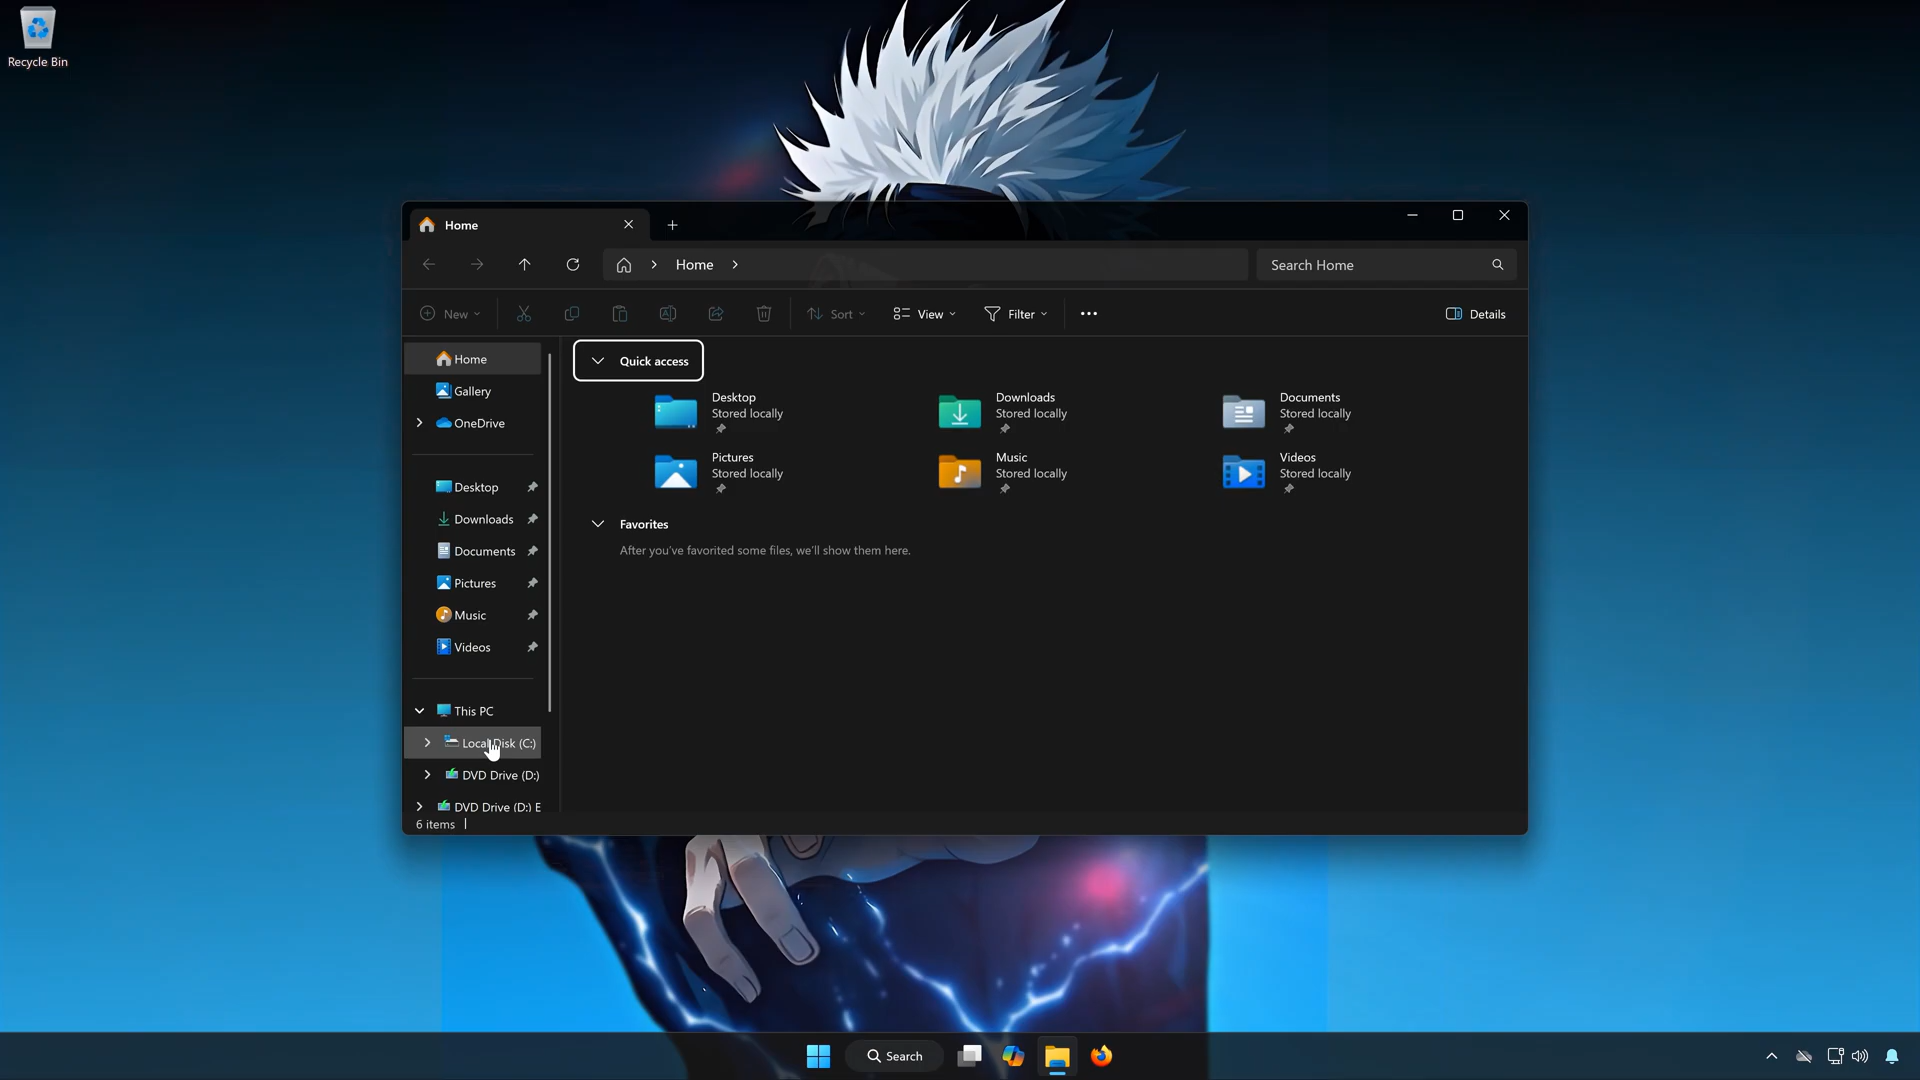 Recycle Bin
Home
Home
Search Home
New
Sort
View
Filter
Details
Home
Gallery
OneDrive
Desktop
Downloads
Documents
Pictures
Music
Videos
This PC
Local Disk (C:)
DVD Drive (D:)
DVD Drive (D:) E
Quick access
Desktop
Stored locally
Downloads
Stored locally
Documents
Stored locally
Pictures
Stored locally
Music
Stored locally
Videos
Stored locally
Favorites
After you've favorited some files, we'll show them here.
6 items
Search